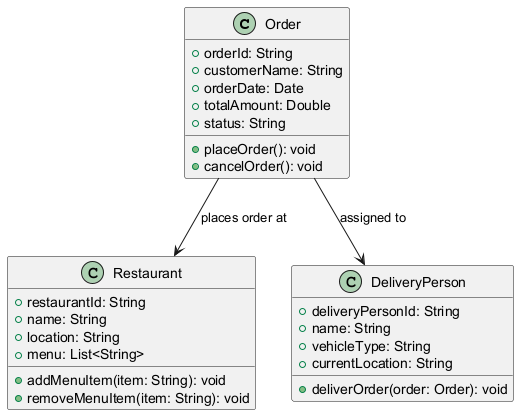 C Order
orderId: String
customerName: String
orderDate: Date
totalAmount: Double
status: String
placeOrder(): void
cancelOrder(): void
places order at
assigned to
C Restaurant
restaurantId: String
name: String
location: String
menu: List<String>
addMenuItem(item: String): void
removeMenuItem(item: String): void
C DeliveryPerson
deliveryPersonId: String
name: String
vehicleType: String
currentLocation: String
deliverOrder(order: Order): void